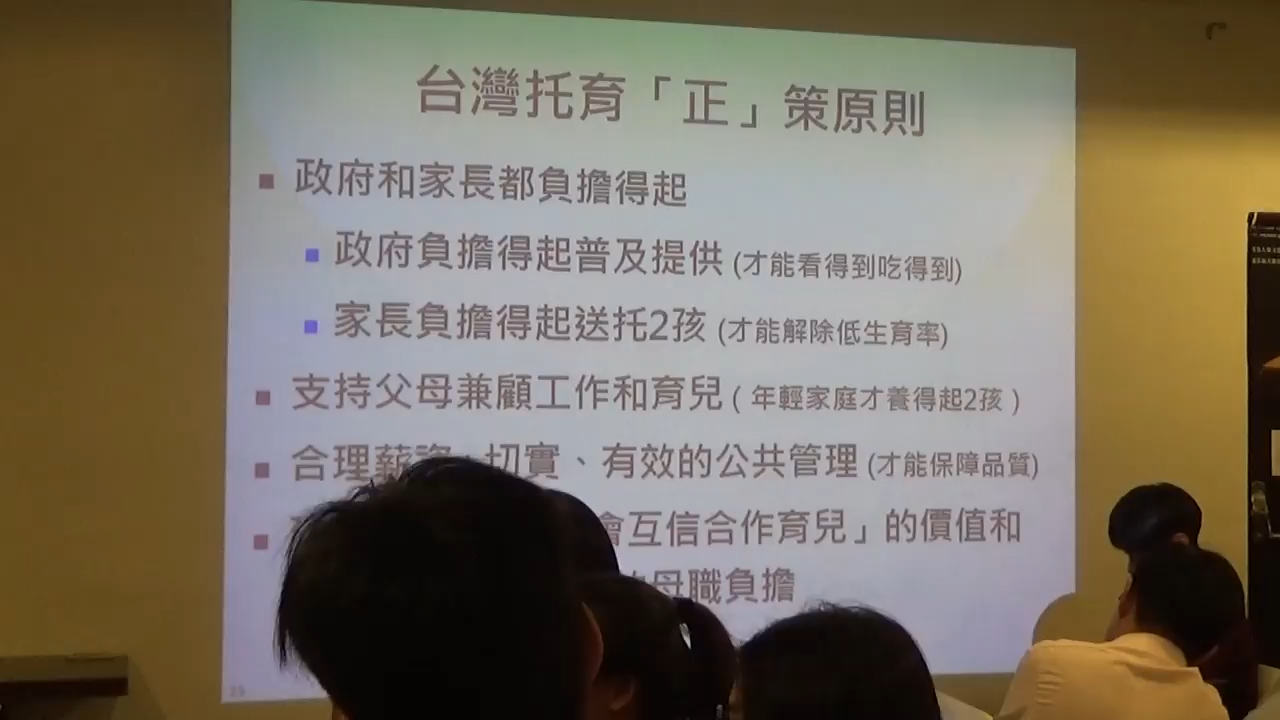 台灣托育「正」策原則
政府和家長都負擔得起
政府負擔得起普及提供 (才能看得到吃得到)
家長負擔得起送托2孩 (才能解除低生育率)
支持父母兼顧工作和育兒 ( 年輕家庭才養得起2孩 )
合理薪資、切實、有效的公共管理 (才能保障品質)
會互信合作育兒」的價值和
母職負擔